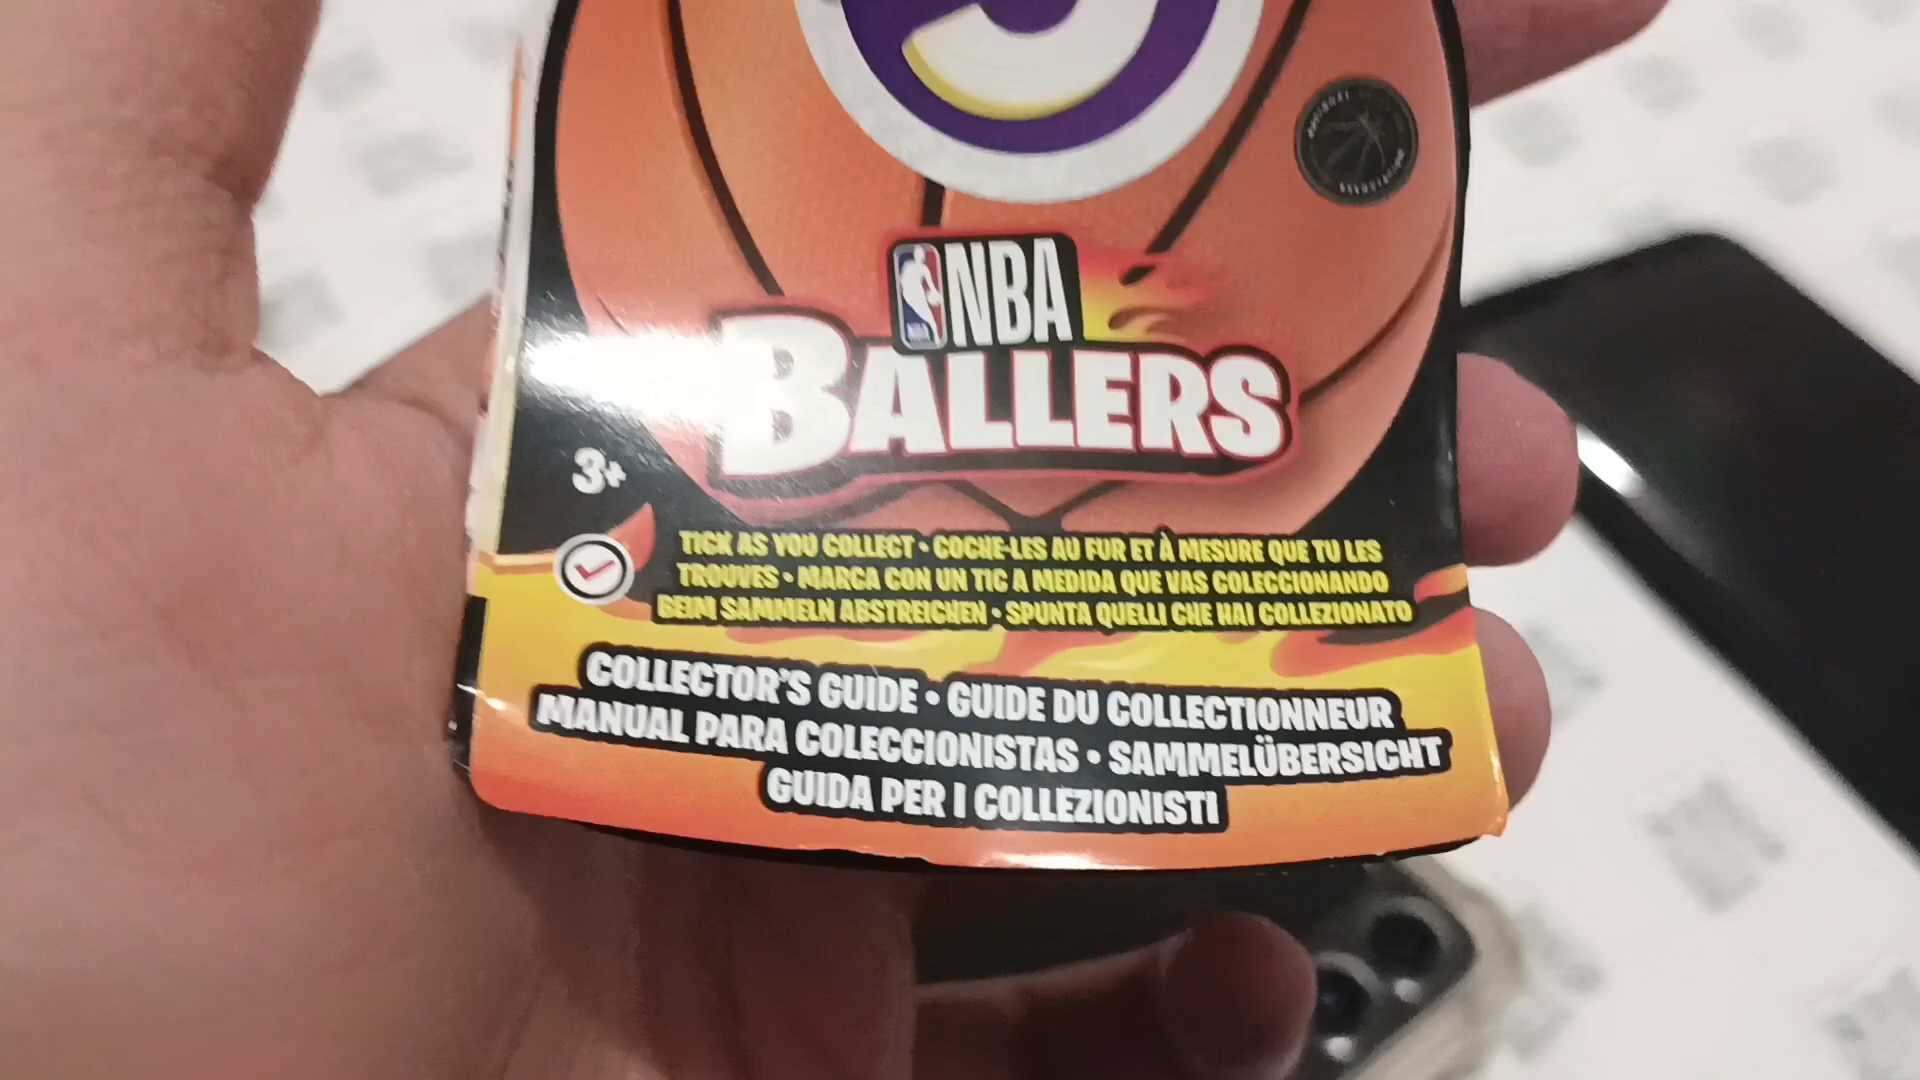 NBA
BALLERS
3+
TICK AS YOU COLLECT • COCHE-LES AU FUR ET À MESURE QUE TU LES
TROUVES • MARCA CON UN TIC A MEDIDA QUE VAS COLECCIONANDO
BEIM SAMMELN ABSTREICHEN • SPUNTA QUELLI CHE HAI COLLEZIONATO
COLLECTOR'S GUIDE • GUIDE DU COLLECTIONNEUR
MANUAL PARA COLECCIONISTAS • SAMMELÜBERSICHT
GUIDA PER I COLLEZIONISTI